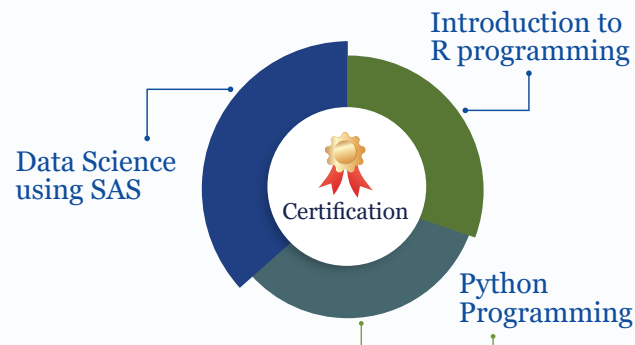 Introduction to
R programming
Data Science
using SAS
Certification
Python
Programming